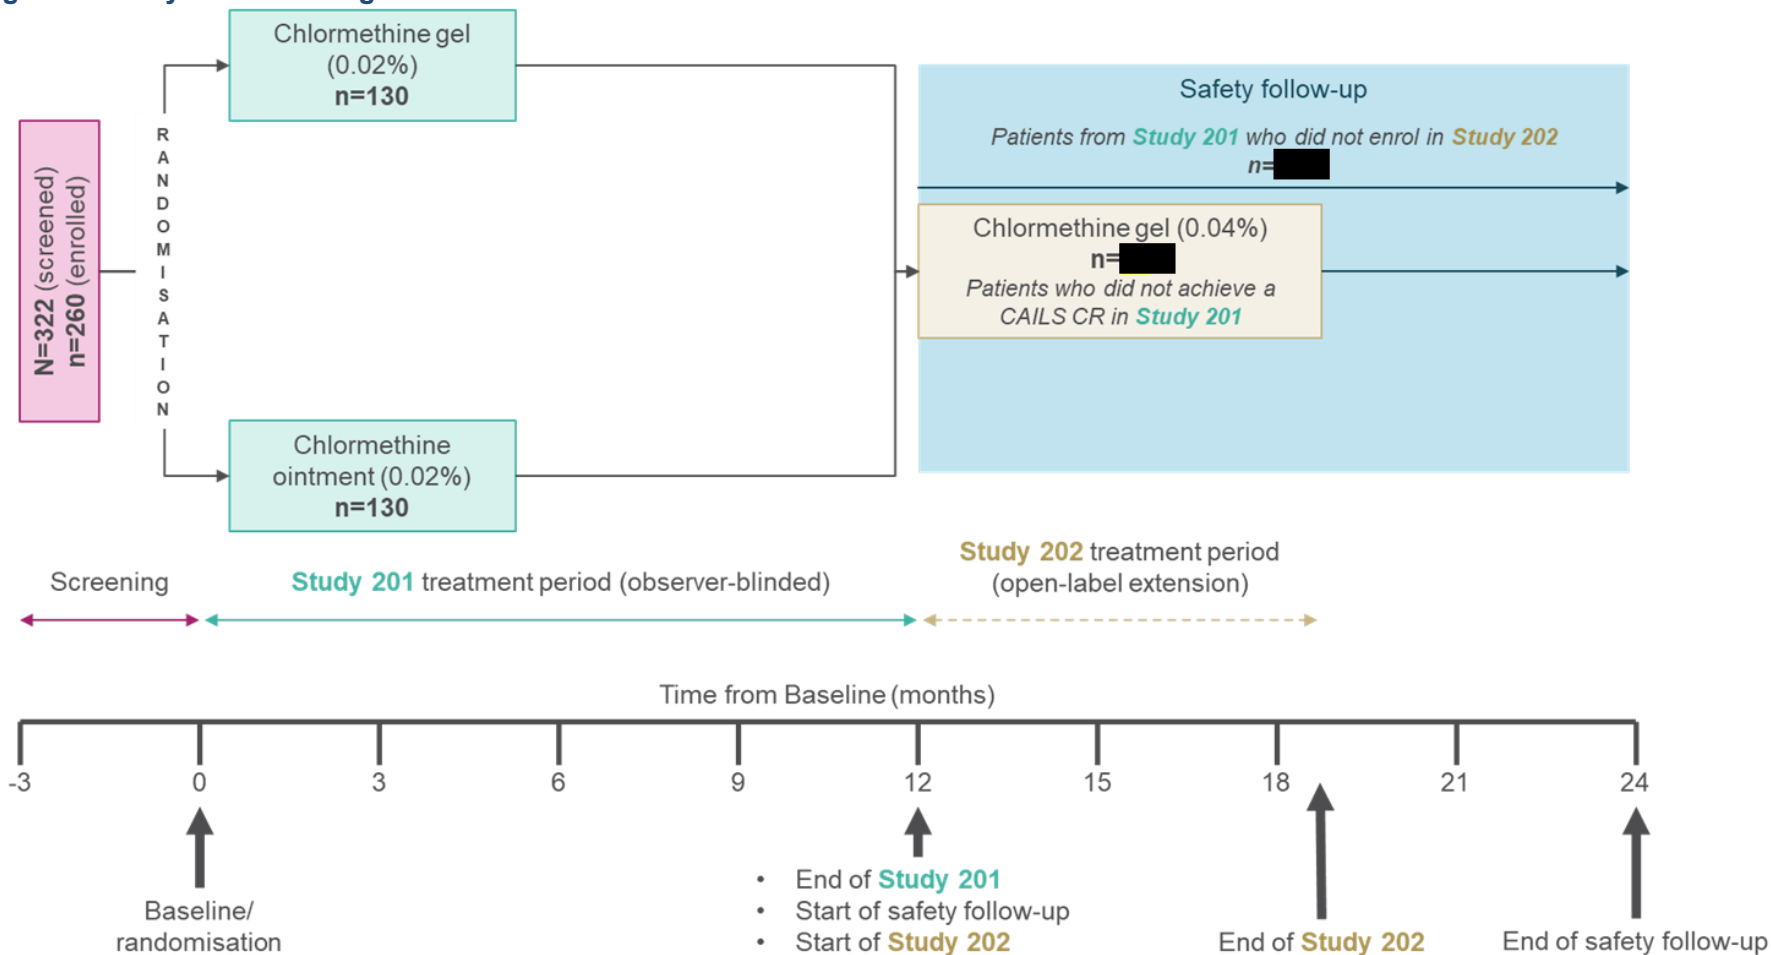 Chlormethine gel
(0.02%)
n=130
N=322 (screened)
n=260 (enrolled)
RANDOMISATION
Chlormethine
ointment (0.02%)
n=130
Safety follow-up
Patients from Study 201 who did not enrol in Study 202
n=
Chlormethine gel (0.04%)
n=
Patients who did not achieve a
CAILS CR in Study 201
Screening
Study 201 treatment period (observer-blinded)
Study 202 treatment period
(open-label extension)
Time from Baseline (months)
-3 0 3 6 9 12 15 18 21 24
Baseline/
randomisation
• End of Study 201
• Start of safety follow-up
• Start of Study 202
End of Study 202
End of safety follow-up